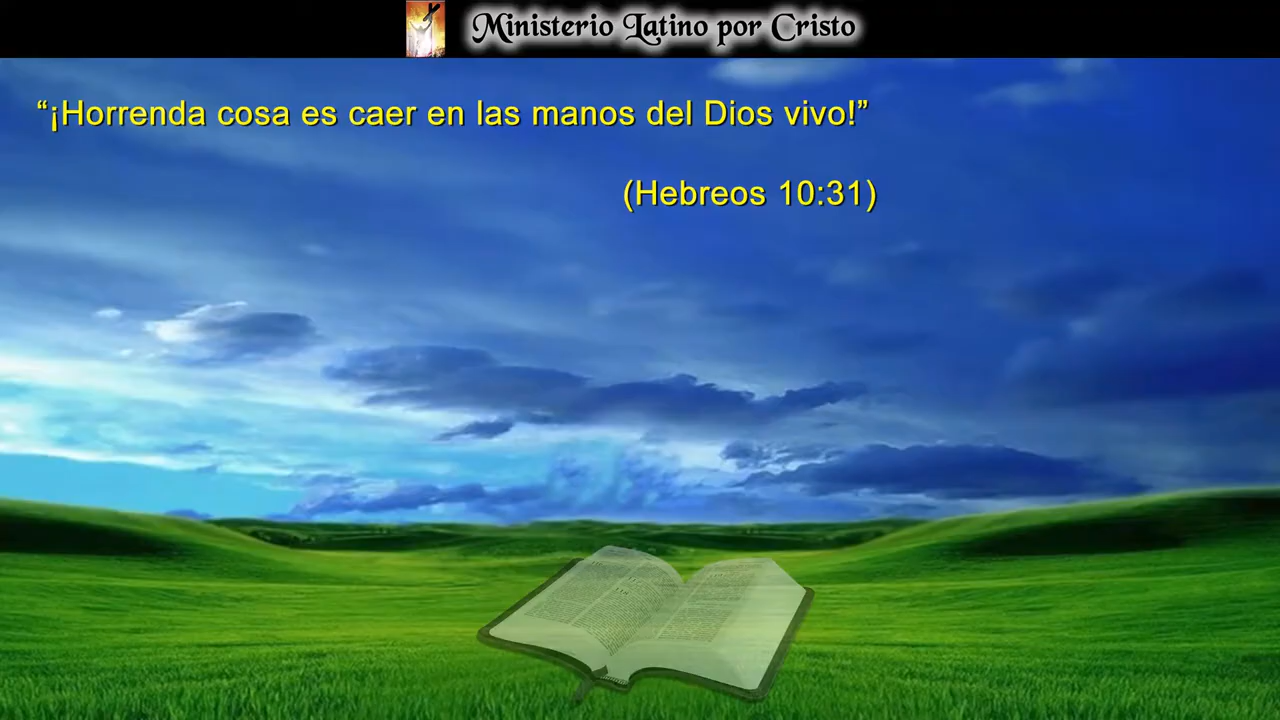 Ministerio Latino por Cristo
“¡Horrenda cosa es caer en las manos del Dios vivo!”
(Hebreos 10:31)